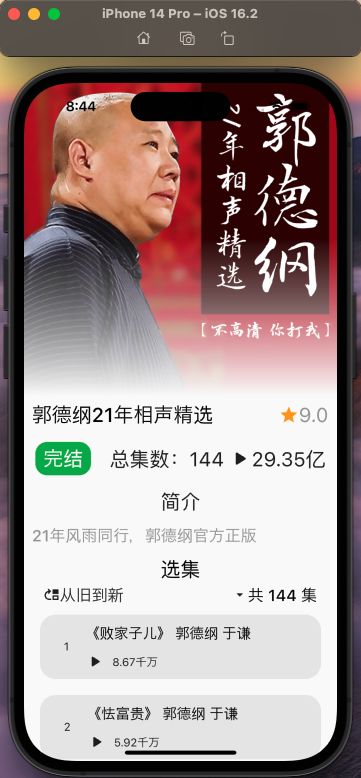 iPhone 14 Pro – iOS 16.2
8:44
郭德纲
21年相声精选
[不高清 你打我]
郭德纲21年相声精选
9.0
完结
总集数：144
29.35亿
简介
21年风雨同行，郭德纲官方正版
选集
从旧到新
共 144 集
1
《败家子儿》 郭德纲 于谦
8.67千万
2
《怯富贵》 郭德纲 于谦
5.92千万